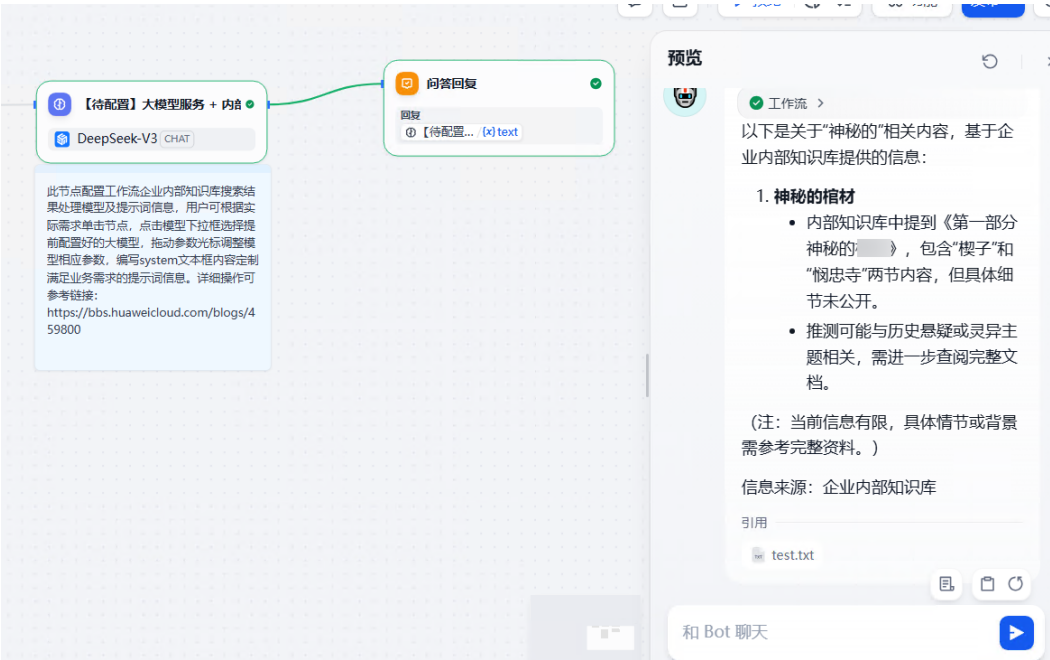 【待配置】大模型服务 + 内
DeepSeek-V3 CHAT
此节点配置工作流企业内部知识库搜索结
果处理模型及提示词信息，用户可根据实
际需求单击节点，点击模型下拉框选择提
前配置好的大模型，拖动参数光标调整模
型相应参数，编写system文本框内容定制
满足业务需求的提示词信息。详细操作可
参考链接：
https://bbs.huaweicloud.com/blogs/4
59800
问答回复
回复
【待配置... / {x} text
预览
工作流
以下是关于“神秘的”相关内容，基于企
业内部知识库提供的信息：
1. 神秘的棺材
• 内部知识库中提到《第一部分
神秘的》，包含“楔子”和
“悯忠寺”两节内容，但具体细
节未公开。
• 推测可能与历史悬疑或灵异主
题相关，需进一步查阅完整文
档。
（注：当前信息有限，具体情节或背景
需参考完整资料。）
信息来源：企业内部知识库
引用
test.txt
和 Bot 聊天